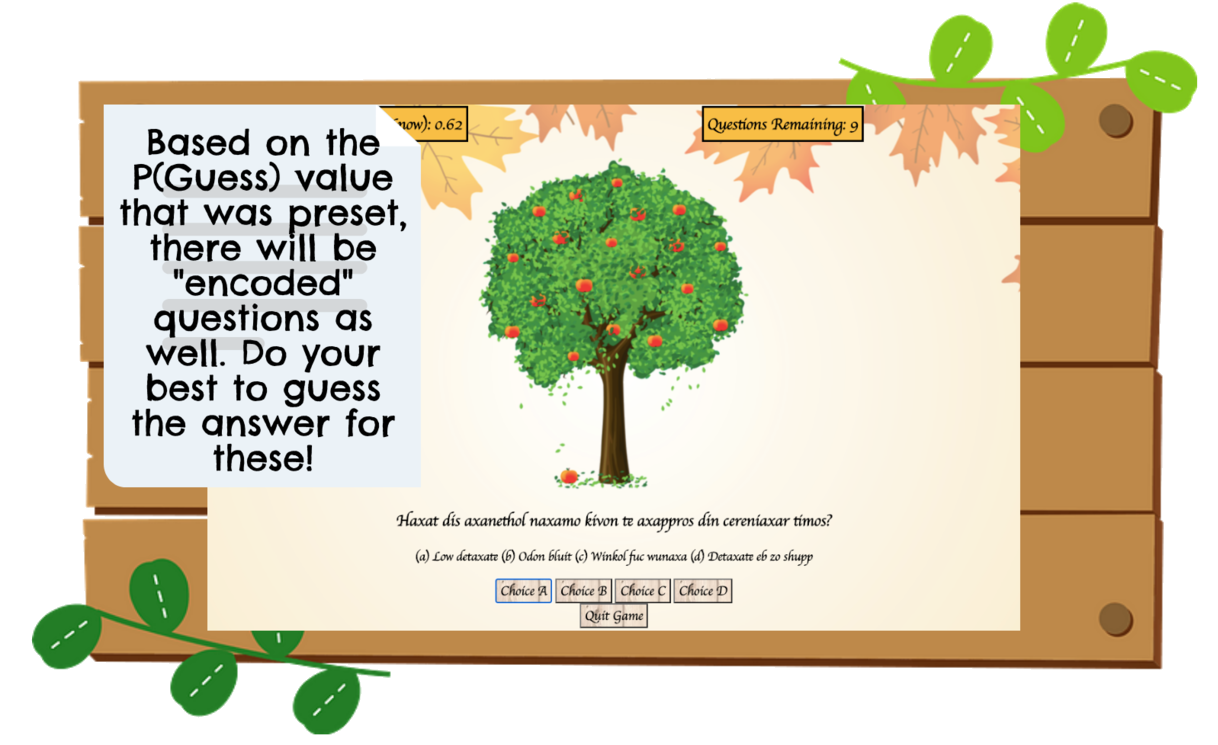 Based on the
P(Guess) value
that was preset,
there will be
"encoded"
questions as
well. Do your
best to guess
the answer for
these!
now): 0.62
Questions Remaining: 9
Haxat dis axanethol naxamo kivon te axappros din cereniaxar timos?
(a) Low detaxate (b) Odon bluit (c) Winkol fuc wunaxa (d) Detaxate eb zo shupp
Choice A Choice B Choice C Choice D
Quit Game